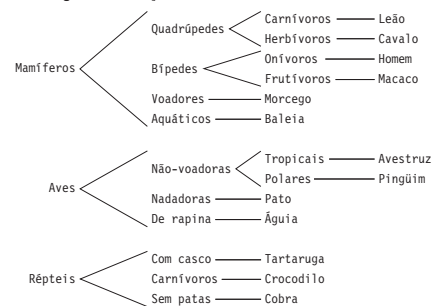 Quadrúpedes Carnívoros Leão
Herbívoros Cavalo
Mamíferos Bípedes Onívoros Homem
Frutívoros Macaco
Voadores Morcego
Aquáticos Baleia
Aves Não-voadoras Tropicais Avestruz
Polares Pingüim
Nadadoras Pato
De rapina Águia
Répteis Com casco Tartaruga
Carnívoros Crocodilo
Sem patas Cobra